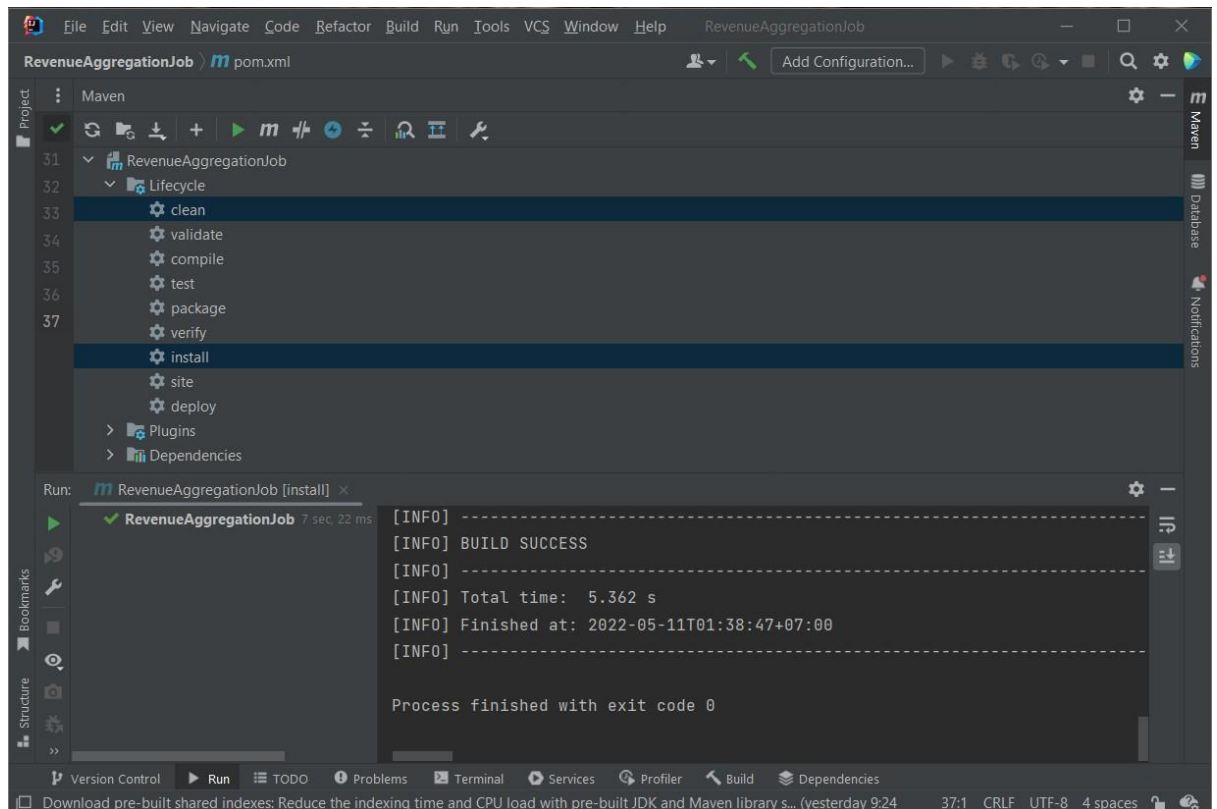 File Edit View Navigate Code Refactor Build Run Tools VCS Window Help RevenueAggregationJob
RevenueAggregationJob m pom.xml Add Configuration...
Project
Maven
31 RevenueAggregationJob
32 Lifecycle
33 clean
34 validate
35 compile
36 test
37 package
verify
install
site
deploy
Plugins
Dependencies
m Maven
Database
Notifications
Run: m RevenueAggregationJob [install]
RevenueAggregationJob 7 sec, 22 ms
[INFO] ------------------------------------------------------------------------
[INFO] BUILD SUCCESS
[INFO] ------------------------------------------------------------------------
[INFO] Total time:  5.362 s
[INFO] Finished at: 2022-05-11T01:38:47+07:00
[INFO] ------------------------------------------------------------------------
Process finished with exit code 0
Bookmarks
Structure
Version Control Run TODO Problems Terminal Services Profiler Build Dependencies
Download pre-built shared indexes: Reduce the indexing time and CPU load with pre-built JDK and Maven library s... (yesterday 9:24 37:1 CRLF UTF-8 4 spaces